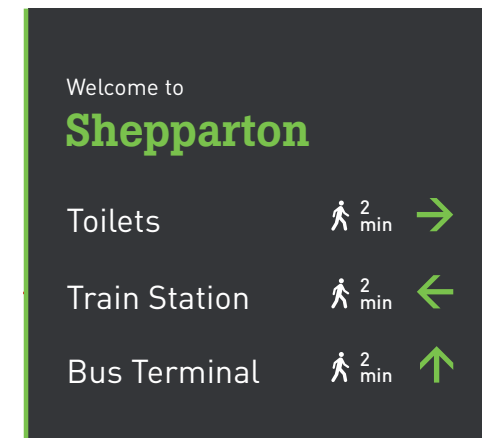 Welcome to
Shepparton
Toilets 2 min →
Train Station 2 min ←
Bus Terminal 2 min ↑